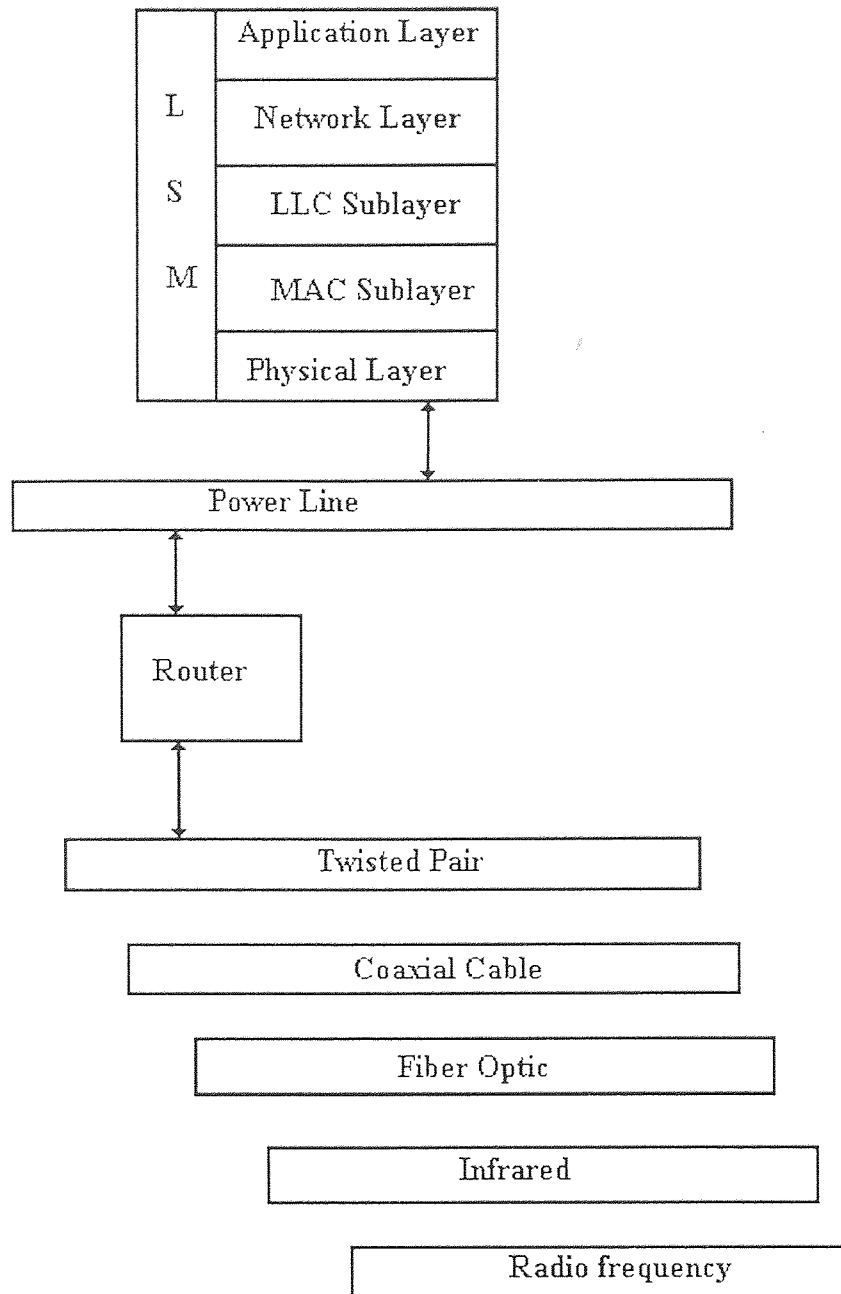 Application Layer
L
Network Layer
S
LLC Sublayer
M
MAC Sublayer
Physical Layer
Power Line
Router
Twisted Pair
Coaxial Cable
Fiber Optic
Infrared
Radio frequency